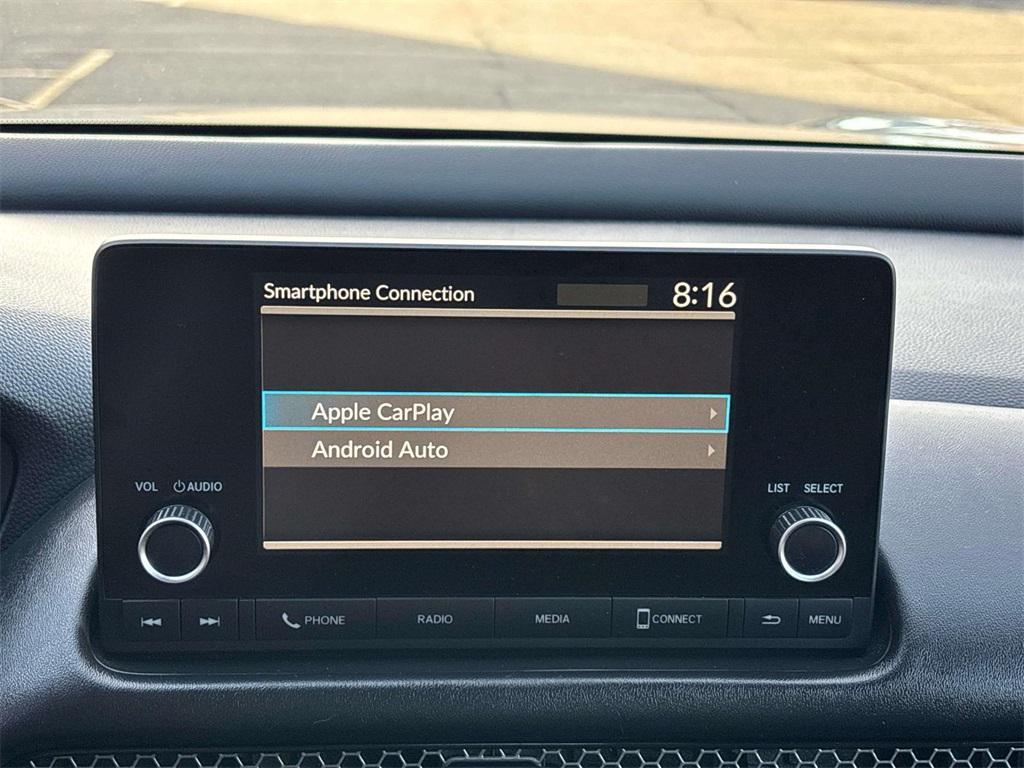 Smartphone Connection 8:16
Apple CarPlay
Android Auto
VOL AUDIO
LIST SELECT
PHONE RADIO MEDIA CONNECT MENU